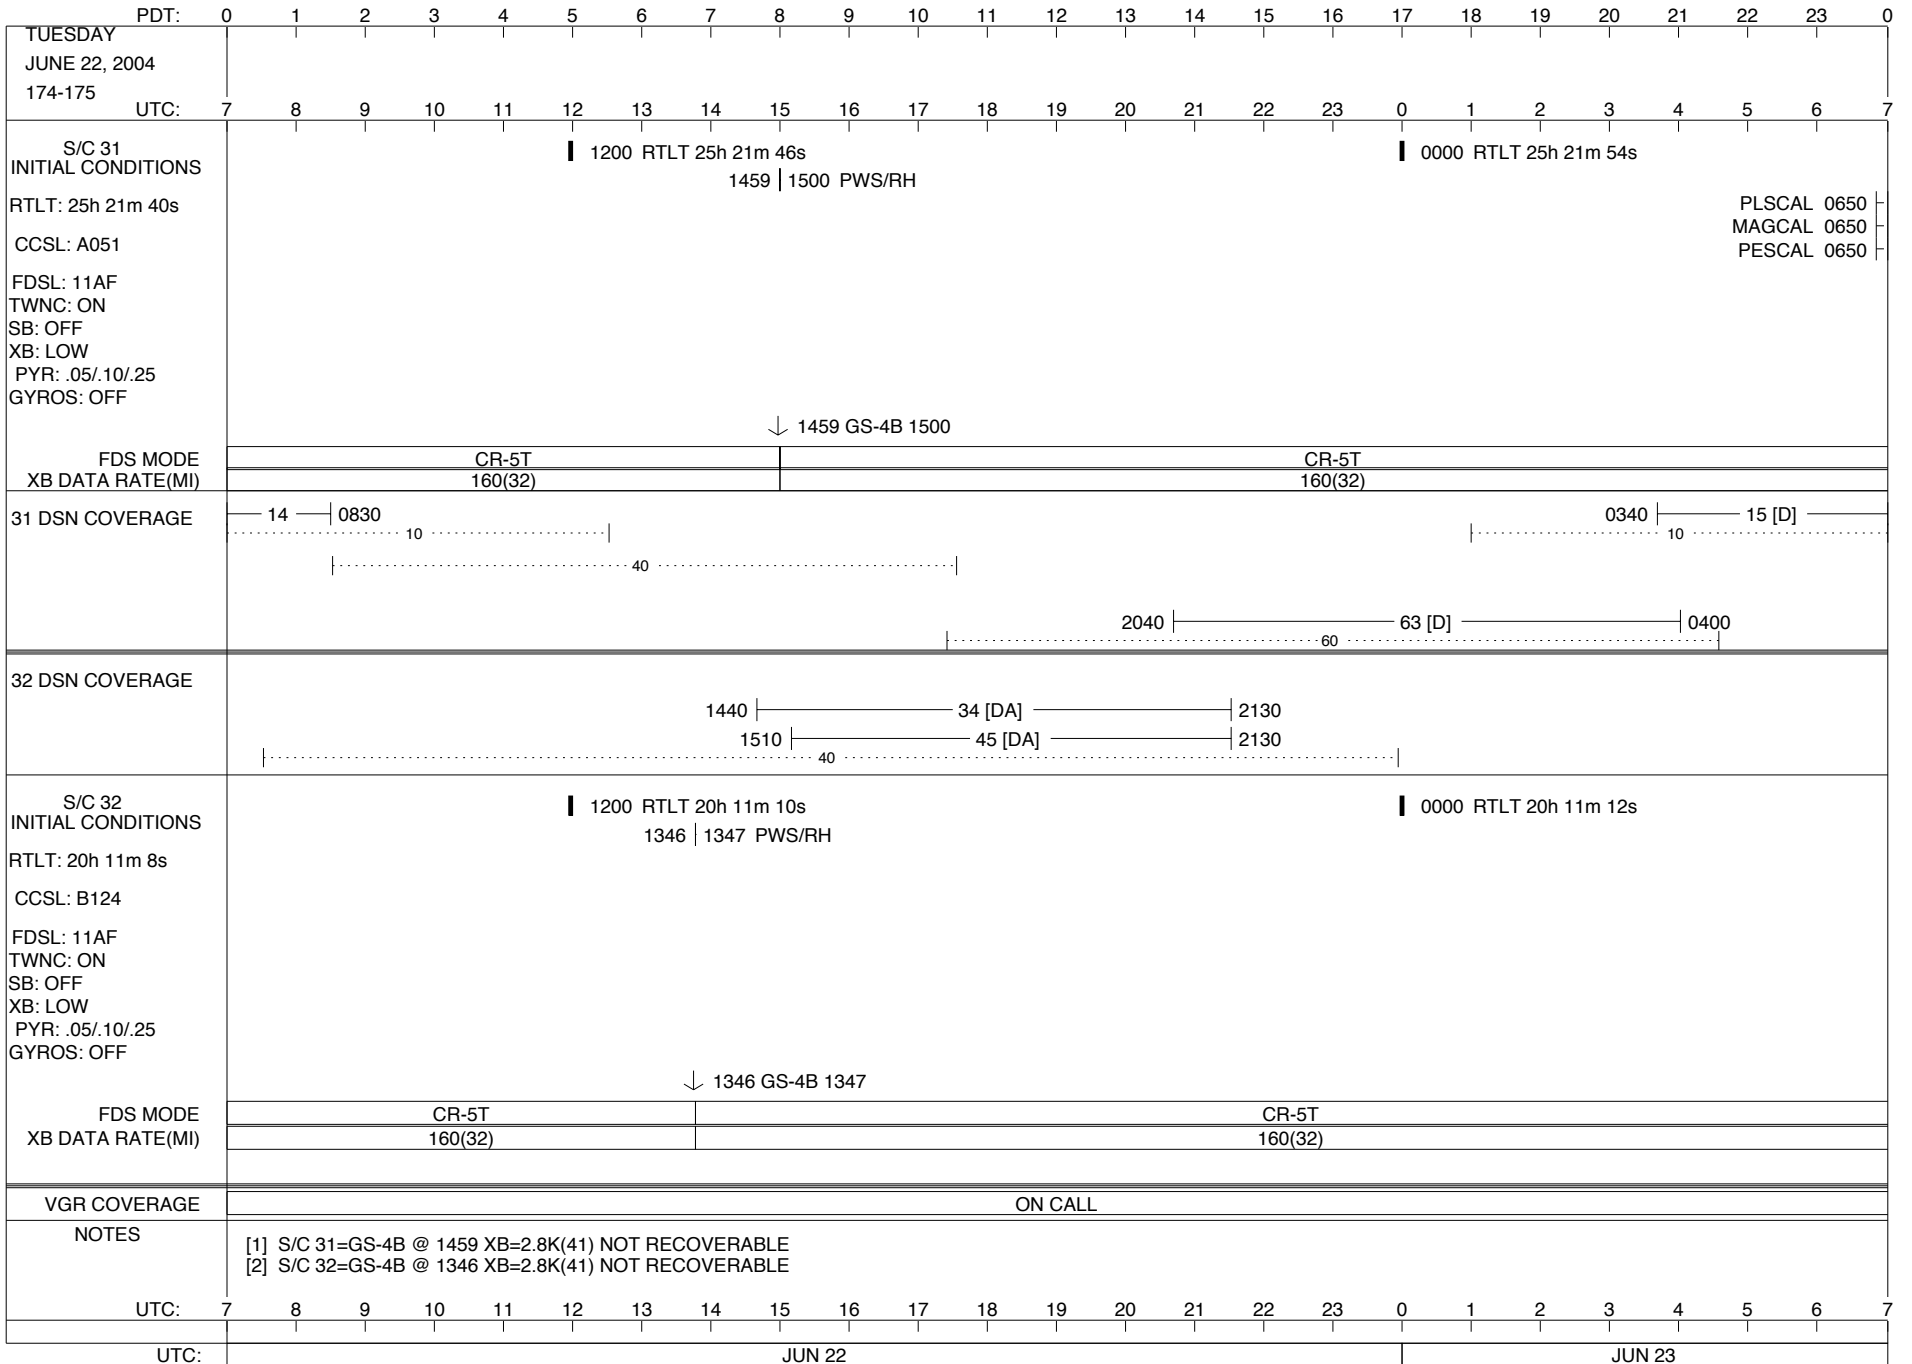 PDT: 0 1 2 3 4 5 6 7 8 9 10 11 12 13 14 15 16 17 18 19 20 21 22 23 0
TUESDAY
JUNE 22, 2004
174-175
UTC: 7 8 9 10 11 12 13 14 15 16 17 18 19 20 21 22 23 0 1 2 3 4 5 6 7
S/C 31
INITIAL CONDITIONS
1200 RTLT 25h 21m 46s
0000 RTLT 25h 21m 54s
1459 1500 PWS/RH
RTLT: 25h 21m 40s
PLSCAL 0650
MAGCAL 0650
CCSL: A051
PESCAL 0650
FDSL: 11AF
TWNC: ON
SB: OFF
XB: LOW
PYR: .05/.10/.25
GYROS: OFF
1459 GS-4B 1500
FDS MODE CR-5T CR-5T
XB DATA RATE(MI) 160(32) 160(32)
31 DSN COVERAGE 14 0830 0340 15 [D]
10 10
40
2040 63 [D] 0400
60
32 DSN COVERAGE
1440 34 [DA] 2130
1510 45 [DA] 2130
40
S/C 32
INITIAL CONDITIONS
1200 RTLT 20h 11m 10s
0000 RTLT 20h 11m 12s
1346 1347 PWS/RH
RTLT: 20h 11m 8s
CCSL: B124
FDSL: 11AF
TWNC: ON
SB: OFF
XB: LOW
PYR: .05/.10/.25
GYROS: OFF
1346 GS-4B 1347
FDS MODE CR-5T CR-5T
XB DATA RATE(MI) 160(32) 160(32)
VGR COVERAGE ON CALL
NOTES
[1] S/C 31=GS-4B @ 1459 XB=2.8K(41) NOT RECOVERABLE
[2] S/C 32=GS-4B @ 1346 XB=2.8K(41) NOT RECOVERABLE
UTC: 7 8 9 10 11 12 13 14 15 16 17 18 19 20 21 22 23 0 1 2 3 4 5 6 7
UTC: JUN 22 JUN 23